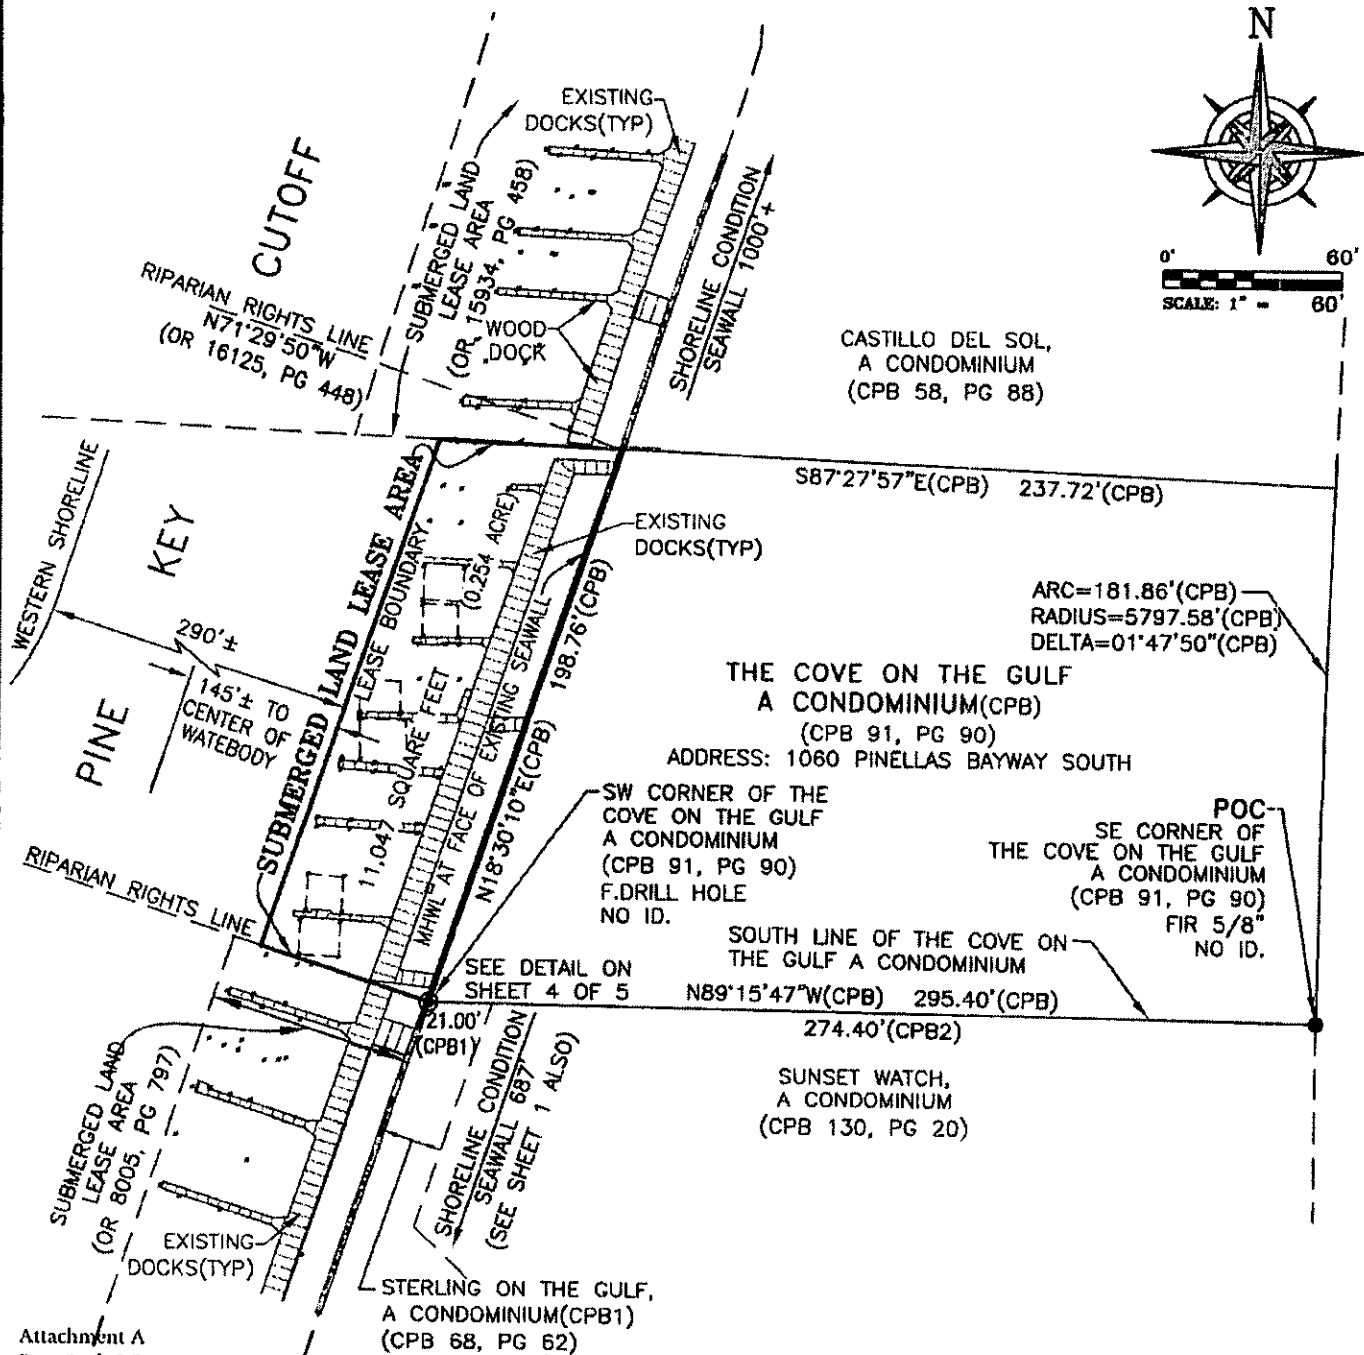 N
0' 60'
SCALE: 1" = 60'
EXISTING
DOCKS(TYP)
CUTOFF
SUBMERGED LAND
LEASE AREA
(OR 15934, PG 458)
SHORELINE CONDITION
SEAWALL 1000'±
RIPARIAN RIGHTS LINE
N71°29'50"W
(OR 16125, PG 448)
WOOD
DOCK
CASTILLO DEL SOL,
A CONDOMINIUM
(CPB 58, PG 88)
WESTERN SHORELINE
KEY
PINE
S87°27'57"E(CPB) 237.72'(CPB)
SUBMERGED LAND LEASE AREA
LEASE BOUNDARY
11,047 SQUARE FEET
(0.254 ACRE)
EXISTING
DOCKS(TYP)
MHWL AT FACE OF EXISTING SEAWALL
N18°30'10"E(CPB) 198.76'(CPB)
290'±
145'± TO
CENTER OF
WATEBODY
ARC=181.86'(CPB)
RADIUS=5797.58'(CPB)
DELTA=01°47'50"(CPB)
THE COVE ON THE GULF
A CONDOMINIUM(CPB)
(CPB 91, PG 90)
ADDRESS: 1060 PINELLAS BAYWAY SOUTH
SW CORNER OF THE
COVE ON THE GULF
A CONDOMINIUM
(CPB 91, PG 90)
F.DRILL HOLE
NO ID.
POC
SE CORNER OF
THE COVE ON THE GULF
A CONDOMINIUM
(CPB 91, PG 90)
FIR 5/8"
NO ID.
RIPARIAN RIGHTS LINE
SOUTH LINE OF THE COVE ON
THE GULF A CONDOMINIUM
SEE DETAIL ON
SHEET 4 OF 5
N89°15'47"W(CPB) 295.40'(CPB)
274.40'(CPB2)
21.00'
(CPB1)
SHORELINE CONDITION
SEAWALL 687'
(SEE SHEET 1 ALSO)
SUNSET WATCH,
A CONDOMINIUM
(CPB 130, PG 20)
SUBMERGED LAND
LEASE AREA
(OR 8005, PG 797)
EXISTING
DOCKS(TYP)
STERLING ON THE GULF,
A CONDOMINIUM(CPB1)
(CPB 68, PG 62)
Attachment A